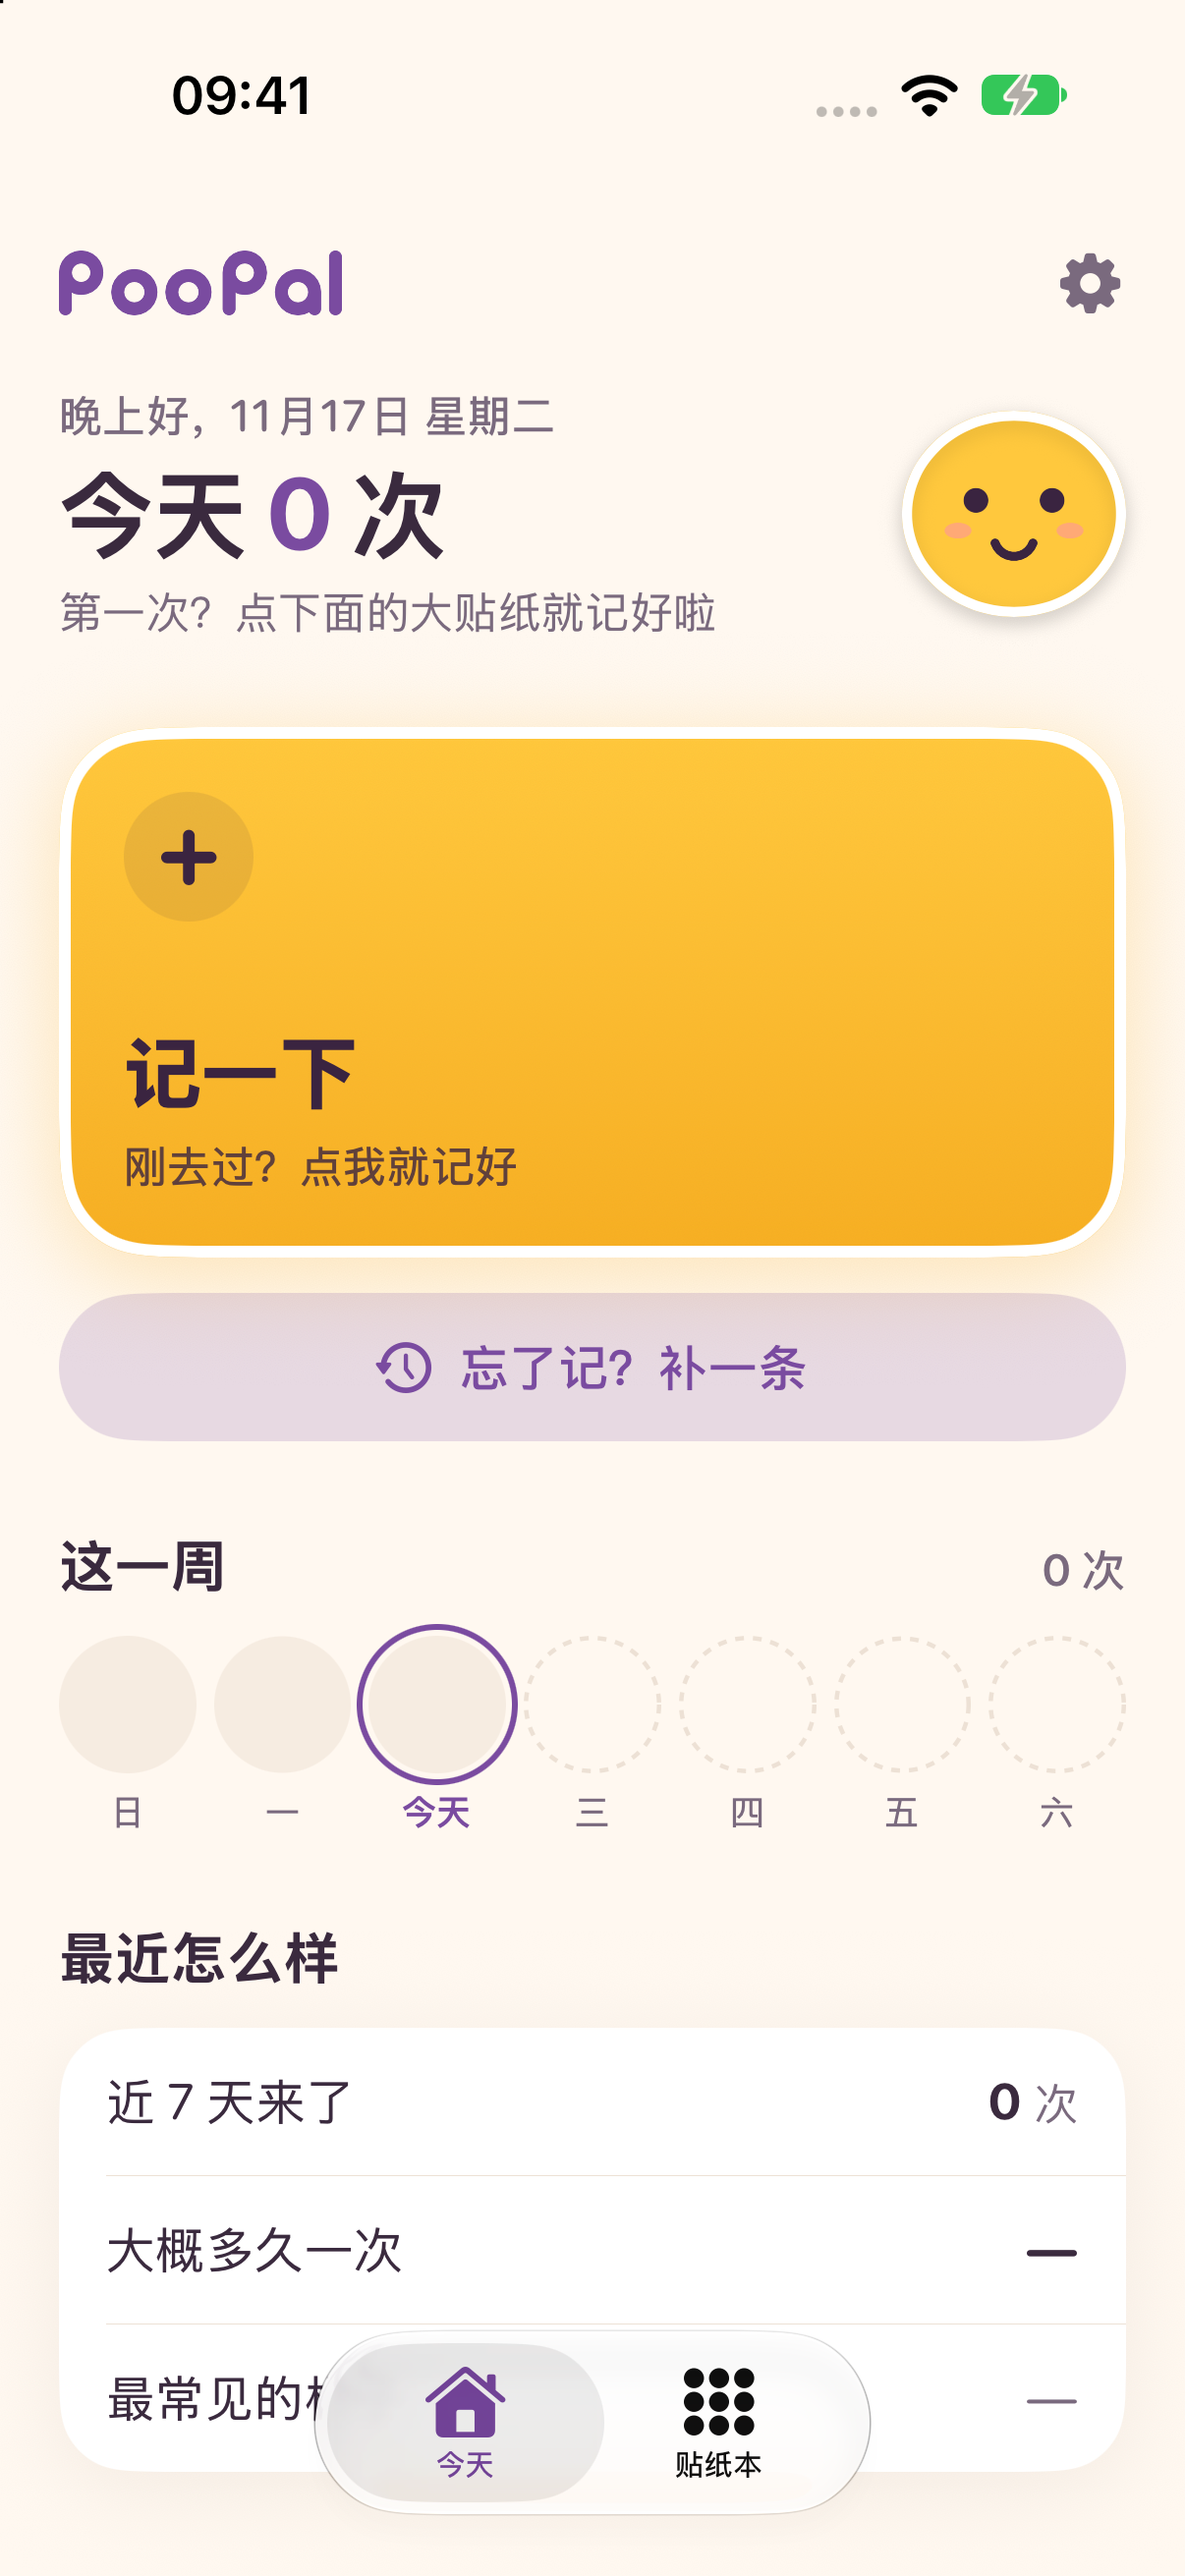 09:41
PooPal
晚上好，11月17日 星期二
今天 0 次
第一次？点下面的大贴纸就记好啦
记一下
刚去过？点我就记好
忘了记？补一条
这一周
0 次
日 一 今天 三 四 五 六
最近怎么样
近 7 天来了 0 次
大概多久一次 —
最常见的 —
今天 贴纸本